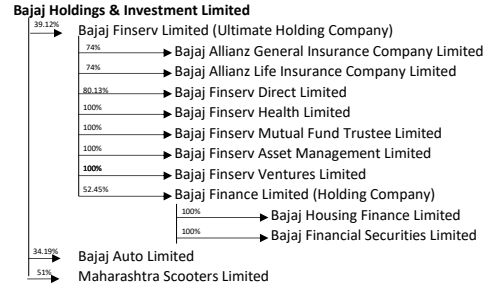 Bajaj Holdings & Investment Limited
39.12% Bajaj Finserv Limited (Ultimate Holding Company)
74% Bajaj Allianz General Insurance Company Limited
74% Bajaj Allianz Life Insurance Company Limited
80.13% Bajaj Finserv Direct Limited
100% Bajaj Finserv Health Limited
100% Bajaj Finserv Mutual Fund Trustee Limited
100% Bajaj Finserv Asset Management Limited
100% Bajaj Finserv Ventures Limited
52.45% Bajaj Finance Limited (Holding Company)
100% Bajaj Housing Finance Limited
100% Bajaj Financial Securities Limited
34.19% Bajaj Auto Limited
51% Maharashtra Scooters Limited